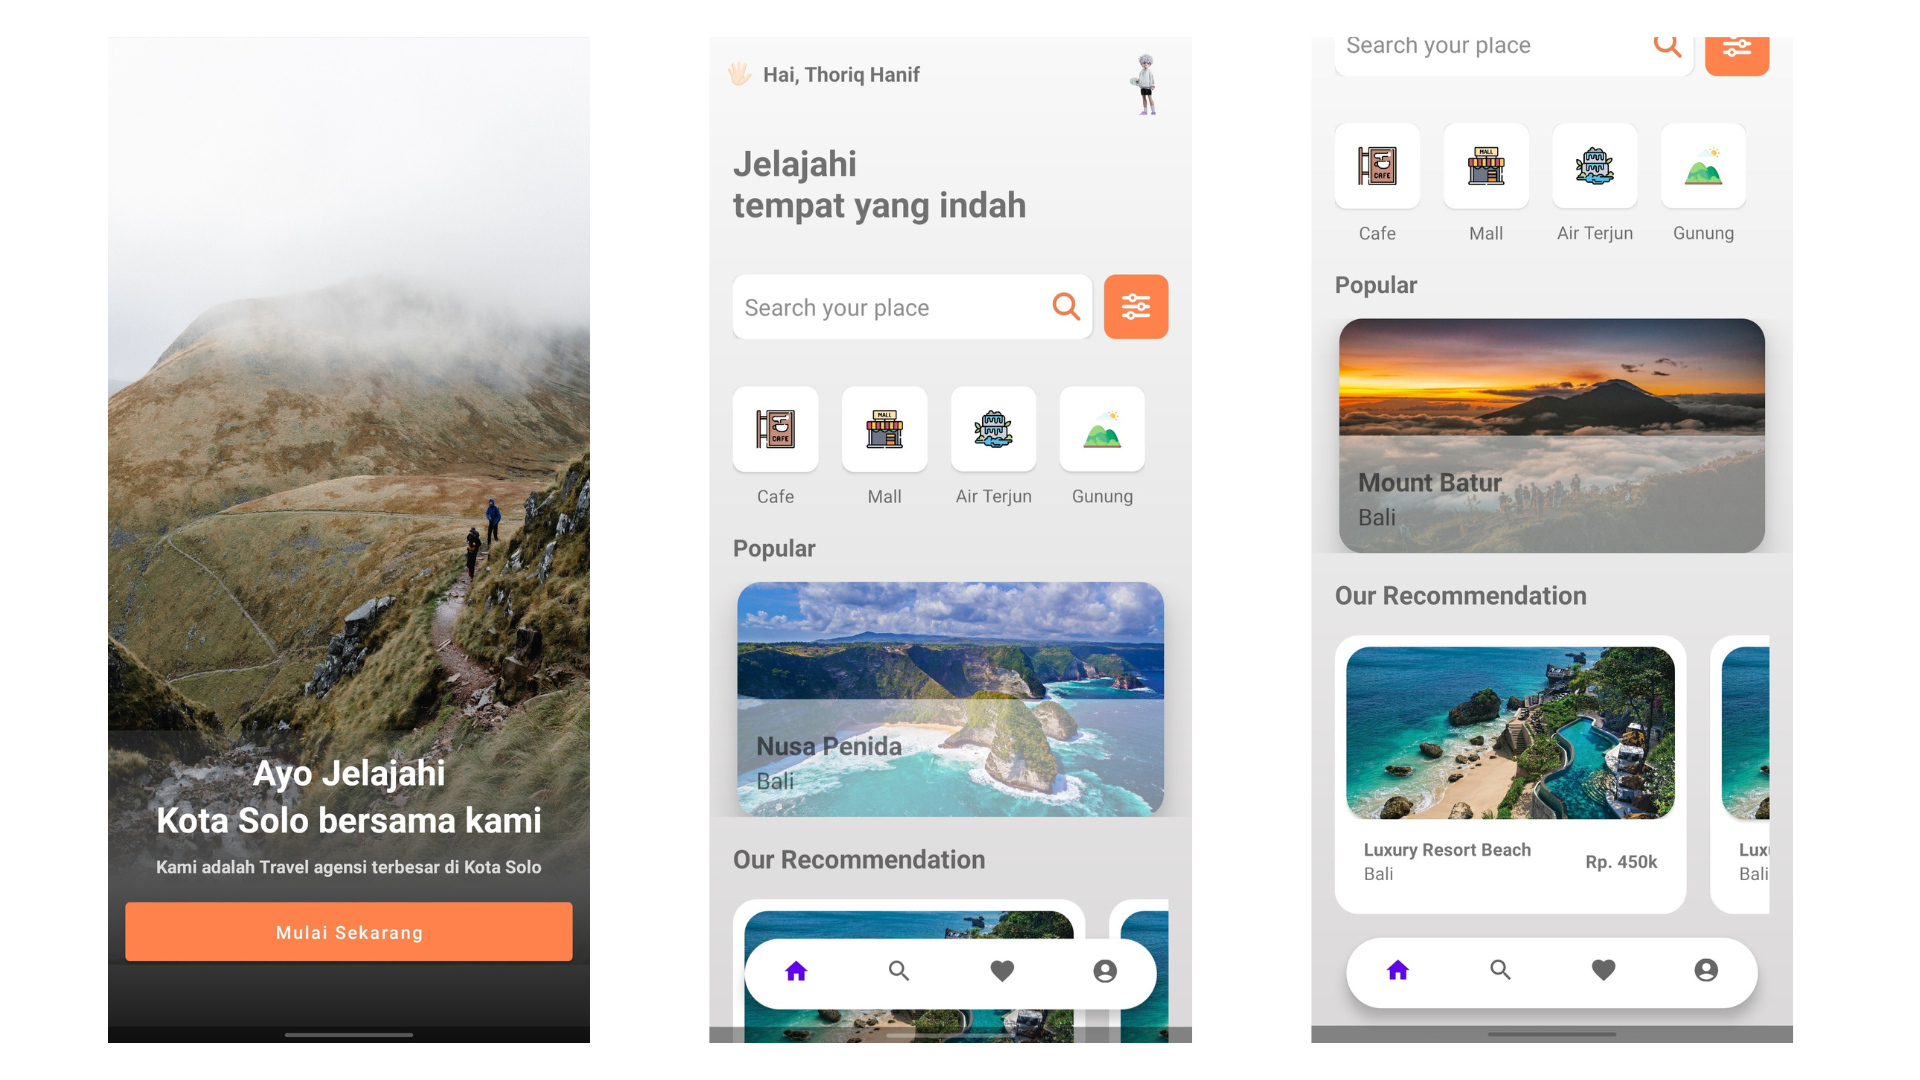 Ayo Jelajahi
Kota Solo bersama kami
Kami adalah Travel agensi terbesar di Kota Solo
Mulai Sekarang
Hai, Thoriq Hanif
Jelajahi
tempat yang indah
Search your place
CAFE
MALL
Cafe
Mall
Air Terjun
Gunung
Popular
Nusa Penida
Bali
Our Recommendation
Search your place
CAFE
MALL
Cafe
Mall
Air Terjun
Gunung
Popular
Mount Batur
Bali
Our Recommendation
Luxury Resort Beach
Bali
Rp. 450k
Lux
Bali